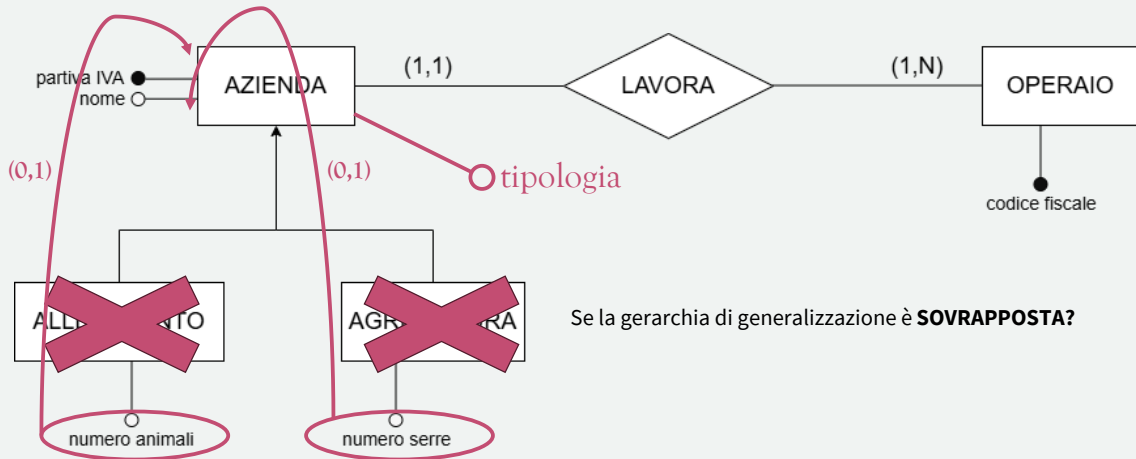 AZIENDA
(1,1)
LAVORA
(1,N)
OPERAIO
partiva IVA
nome
(0,1)
(0,1)
tipologia
codice fiscale
Se la gerarchia di generalizzazione è SOVRAPPOSTA?
numero animali
numero serre